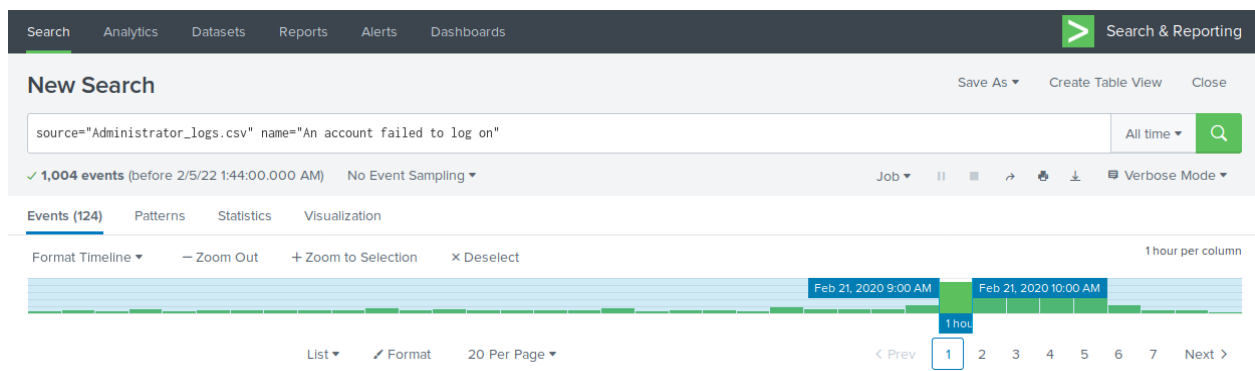 Search Analytics Datasets Reports Alerts Dashboards > Search & Reporting
New Search Save As ▾ Create Table View Close
source="Administrator_logs.csv" name="An account failed to log on" All time ▾
✓ 1,004 events (before 2/5/22 1:44:00.000 AM) No Event Sampling ▾ Job ▾ Verbose Mode ▾
Events (124) Patterns Statistics Visualization
Format Timeline ▾ — Zoom Out + Zoom to Selection × Deselect 1 hour per column
Feb 21, 2020 9:00 AM Feb 21, 2020 10:00 AM
1 hou
List ▾ Format 20 Per Page ▾ < Prev 1 2 3 4 5 6 7 Next >